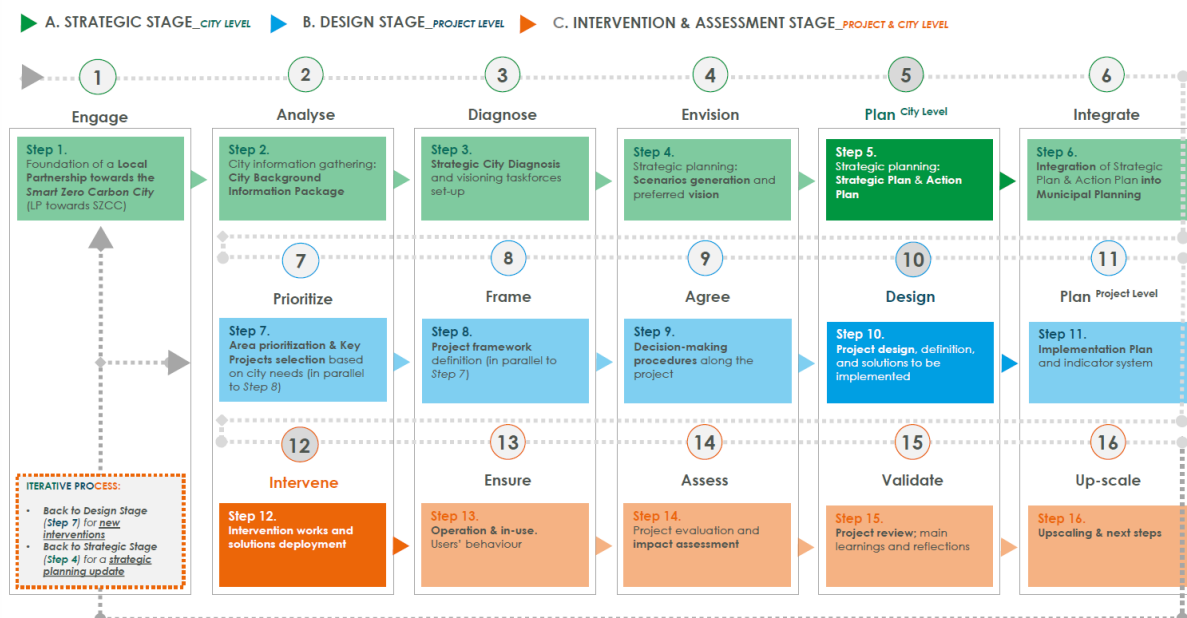 A. STRATEGIC STAGE_CITY LEVEL
B. DESIGN STAGE_PROJECT LEVEL
C. INTERVENTION & ASSESSMENT STAGE_PROJECT & CITY LEVEL
1
2
3
4
5
6
Engage
Analyse
Diagnose
Envision
Plan City Level
Integrate
Step 1.
Foundation of a Local
Partnership towards the
Smart Zero Carbon City
(LP towards SZCC)
Step 2.
City information gathering:
City Background
Information Package
Step 3.
Strategic City Diagnosis
and visioning taskforces
set-up
Step 4.
Strategic planning:
Scenarios generation and
preferred vision
Step 5.
Strategic planning:
Strategic Plan & Action
Plan
Step 6.
Integration of Strategic
Plan & Action Plan into
Municipal Planning
7
8
9
10
11
Prioritize
Frame
Agree
Design
Plan Project Level
Step 7.
Area prioritization & Key
Projects selection based
on city needs (in parallel
to Step 8)
Step 8.
Project framework
definition (in parallel to
Step 7)
Step 9.
Decision-making
procedures along the
project
Step 10.
Project design, definition,
and solutions to be
implemented
Step 11.
Implementation Plan
and indicator system
12
13
14
15
16
Intervene
Ensure
Assess
Validate
Up-scale
Step 12.
Intervention works and
solutions deployment
Step 13.
Operation & in-use.
Users' behaviour
Step 14.
Project evaluation and
impact assessment
Step 15.
Project review; main
learnings and reflections
Step 16.
Upscaling & next steps
ITERATIVE PROCESS:
• Back to Design Stage
(Step 7) for new
interventions
• Back to Strategic Stage
(Step 4) for a strategic
planning update